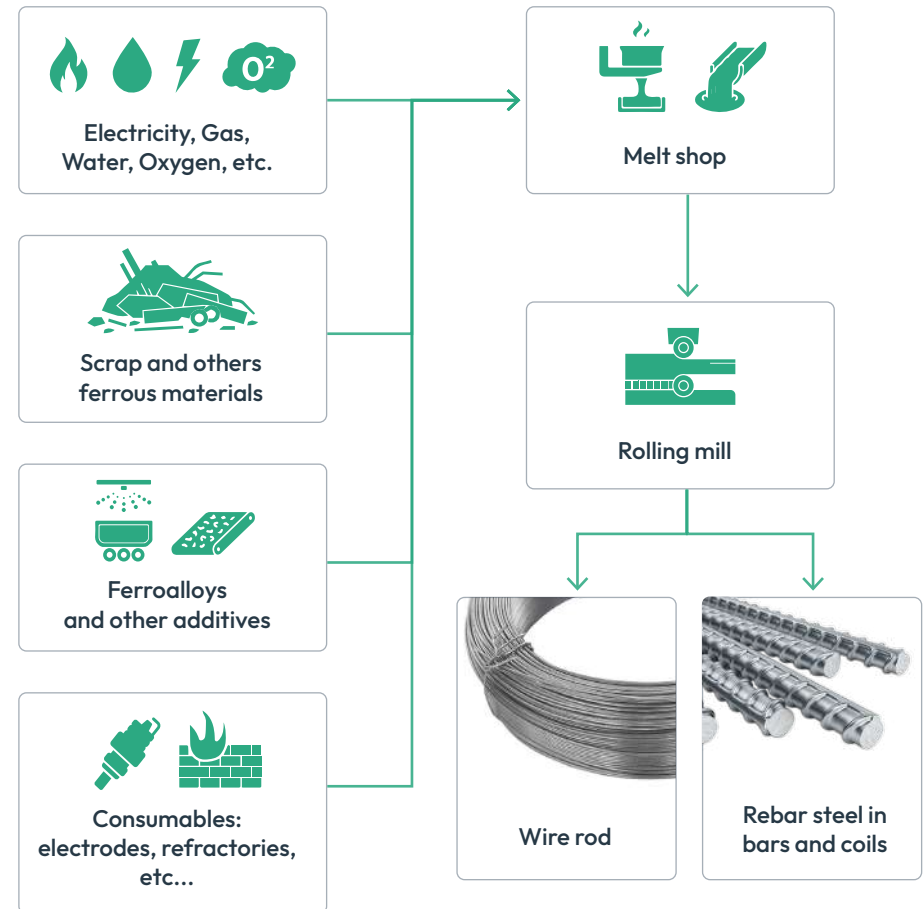 O²
Electricity, Gas,
Water, Oxygen, etc.
Melt shop
Scrap and others
ferrous materials
Rolling mill
Ferroalloys
and other additives
Consumables:
electrodes, refractories,
etc...
Wire rod
Rebar steel in
bars and coils